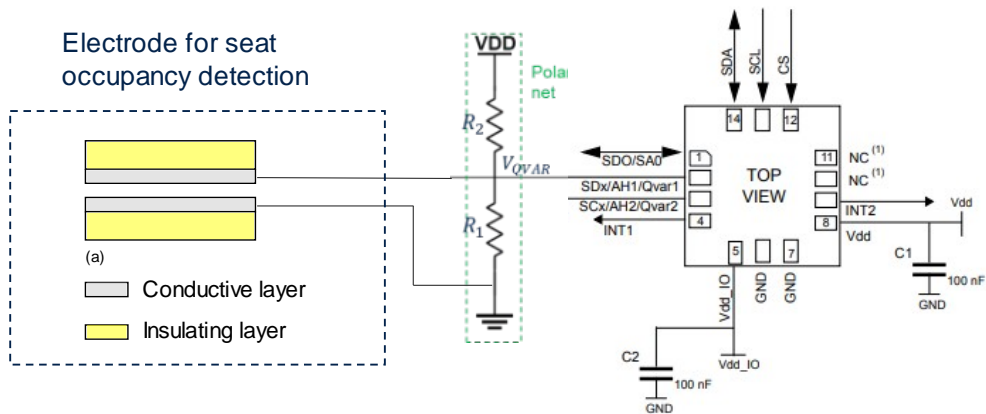 Electrode for seat
occupancy detection
(a)
Conductive layer
Insulating layer
VDD
net
R2
VQVAR
R1
SDA
SCL
CS
14
12
SDO/SA0
1
11
NC (1)
NC (1)
TOP
VIEW
SDx/AH1/Qvar1
SCx/AH2/Qvar2
INT1
4
INT2
8
Vdd
Vdd
5
7
Vdd_IO
GND
GND
C1
100 nF
GND
C2
100 nF
GND
Vdd_IO